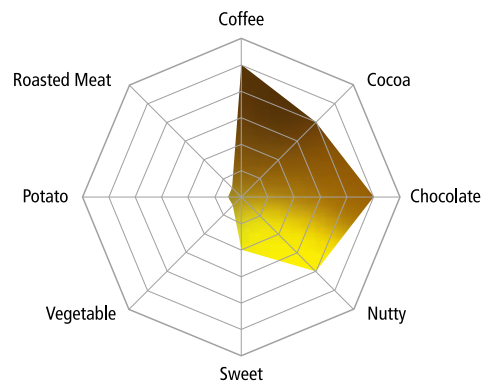 Coffee
Roasted Meat
Cocoa
Potato
Chocolate
Vegetable
Nutty
Sweet